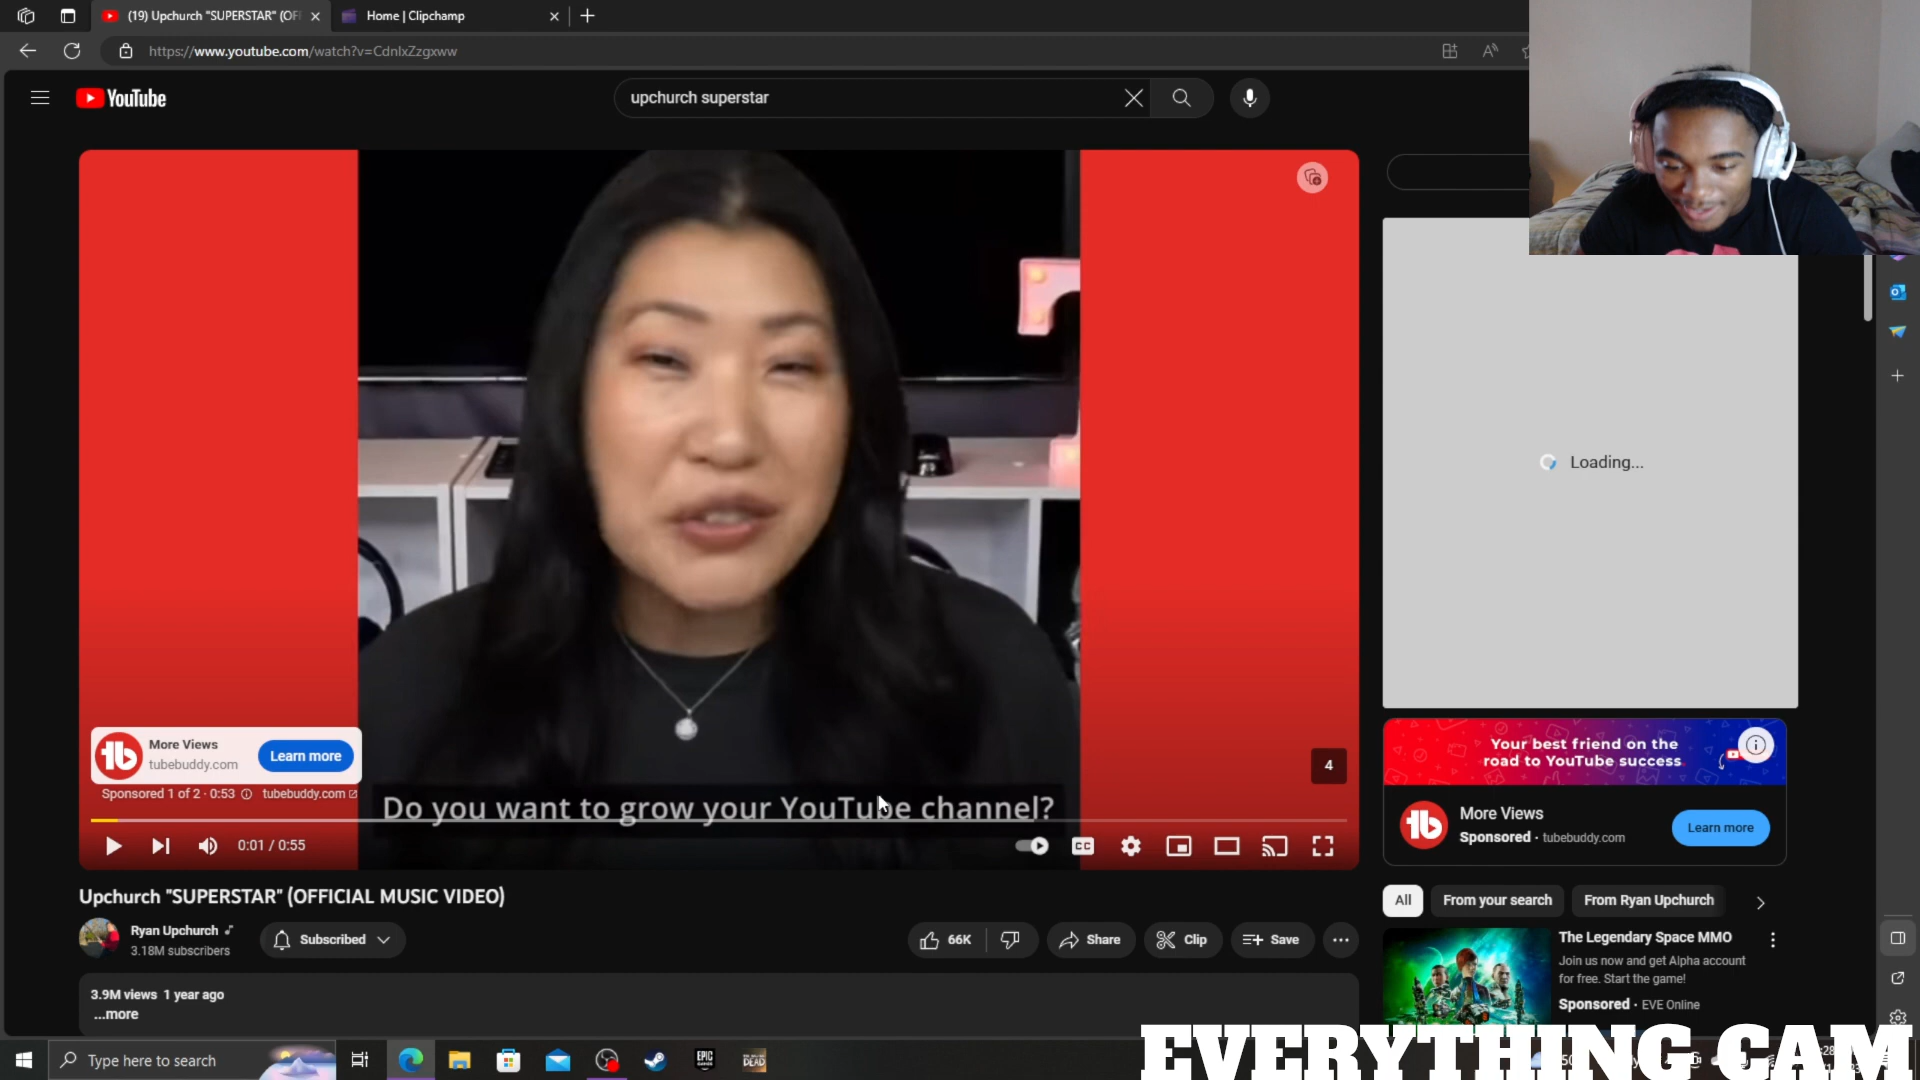 (19) Upchurch "SUPERSTAR" (OF
Home | Clipchamp
https://www.youtube.com/watch?v=CdnlxZzgxww
YouTube
upchurch superstar
Loading...
More Views
tubebuddy.com
Learn more
4
Sponsored 1 of 2 · 0:53 tubebuddy.com
Do you want to grow your YouTube channel?
0:01 / 0:55
CC
Your best friend on the
road to YouTube success
More Views
Sponsored · tubebuddy.com
Learn more
Upchurch "SUPERSTAR" (OFFICIAL MUSIC VIDEO)
Ryan Upchurch
3.18M subscribers
Subscribed
66K
Share
Clip
Save
All
From your search
From Ryan Upchurch
The Legendary Space MMO
Join us now and get Alpha account
for free. Start the game!
Sponsored · EVE Online
3.9M views 1 year ago
...more
Type here to search
EPIC
GAMES
DEAD
EVERYTHING CAM